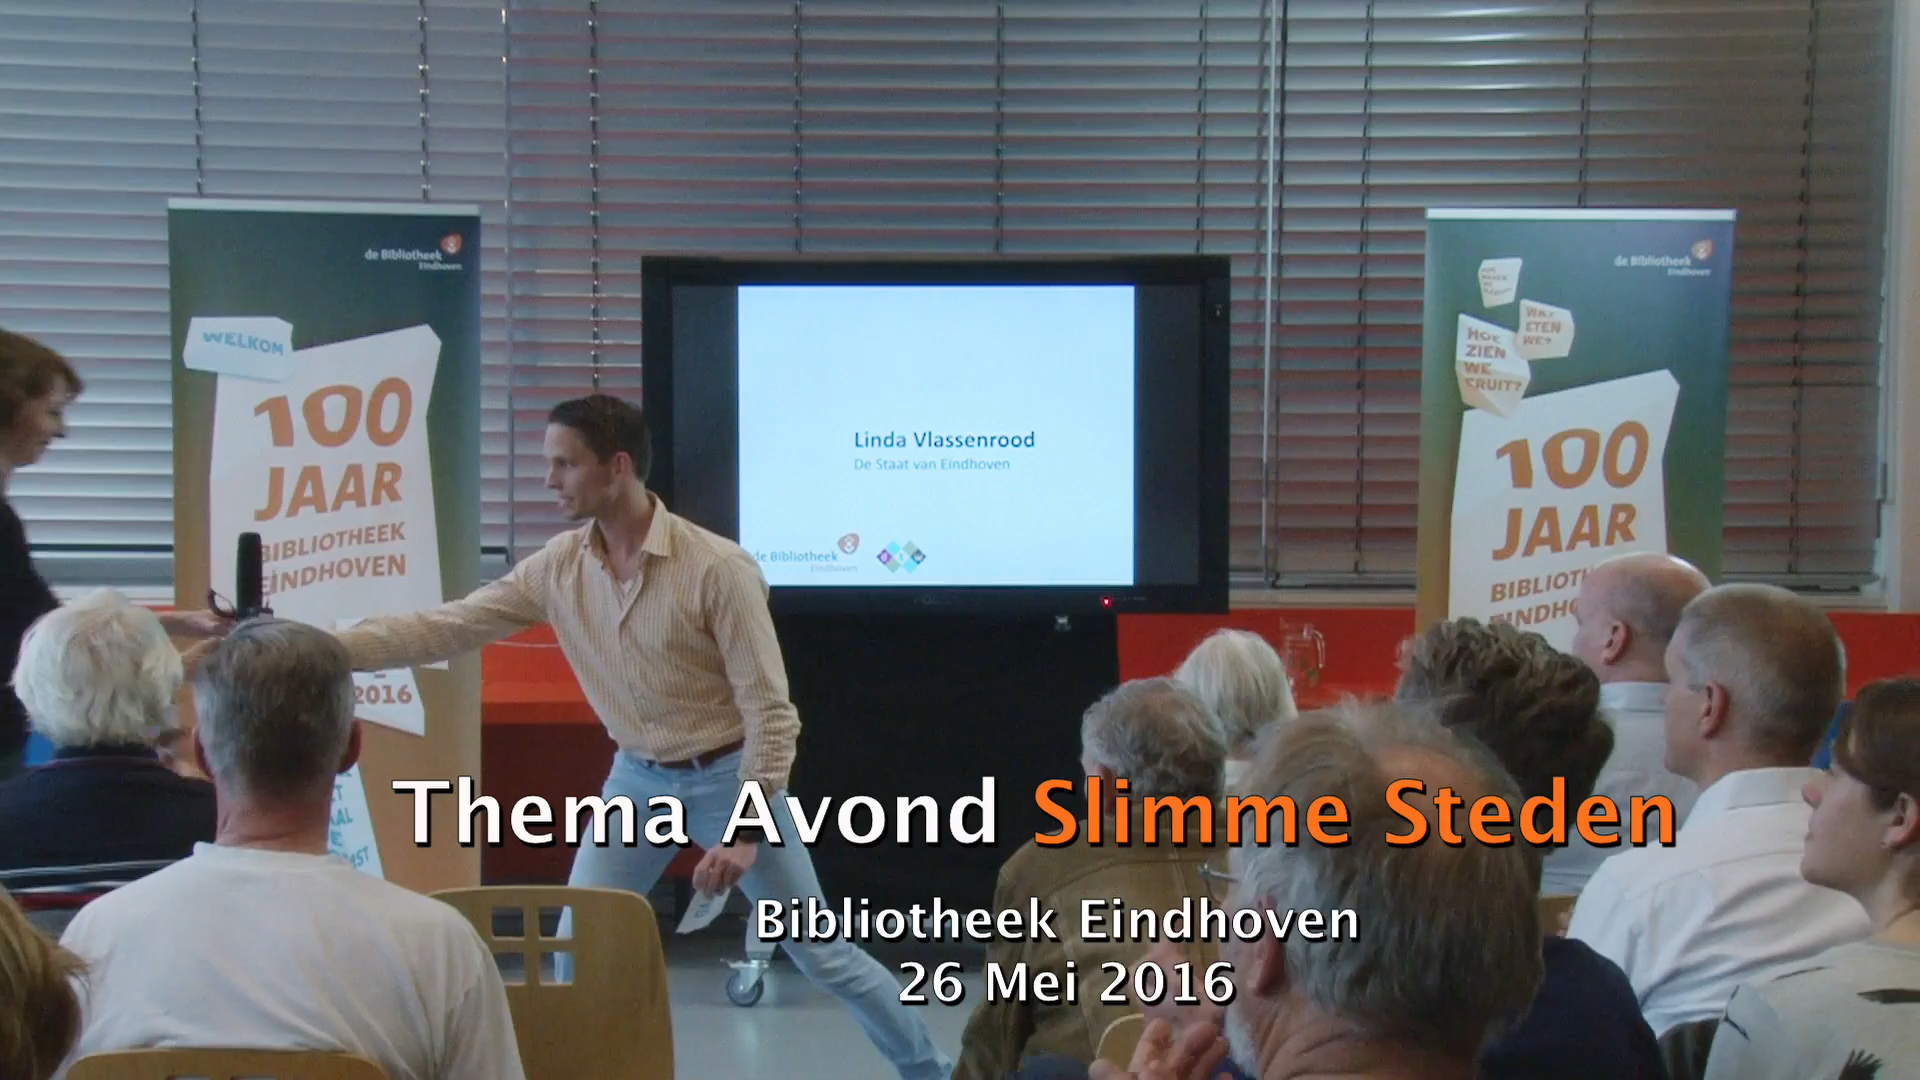 de Bibliotheek
Eindhoven
WELKOM
100
JAAR
BIBLIOTHEEK
EINDHOVEN
2016
Linda Vlassenrood
De Staat van Eindhoven
de Bibliotheek
Eindhoven
de Bibliotheek
Eindhoven
WAT
ETEN
WE?
HOE
ZIEN
WE
ERUIT?
100
JAAR
Thema Avond Slimme Steden
Bibliotheek Eindhoven
26 Mei 2016